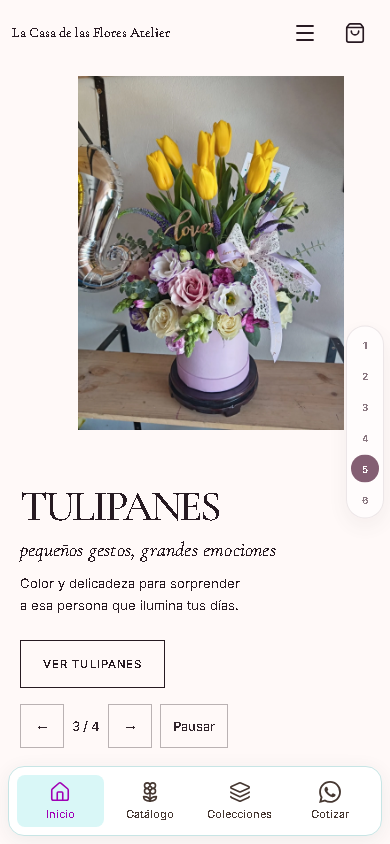 La Casa de las Flores Atelier
love
1
2
3
4
5
6
TULIPANES
pequeños gestos, grandes emociones
Color y delicadeza para sorprender
a esa persona que ilumina tus días.
VER TULIPANES
← 3 / 4 → Pausar
Inicio Catálogo Colecciones Cotizar